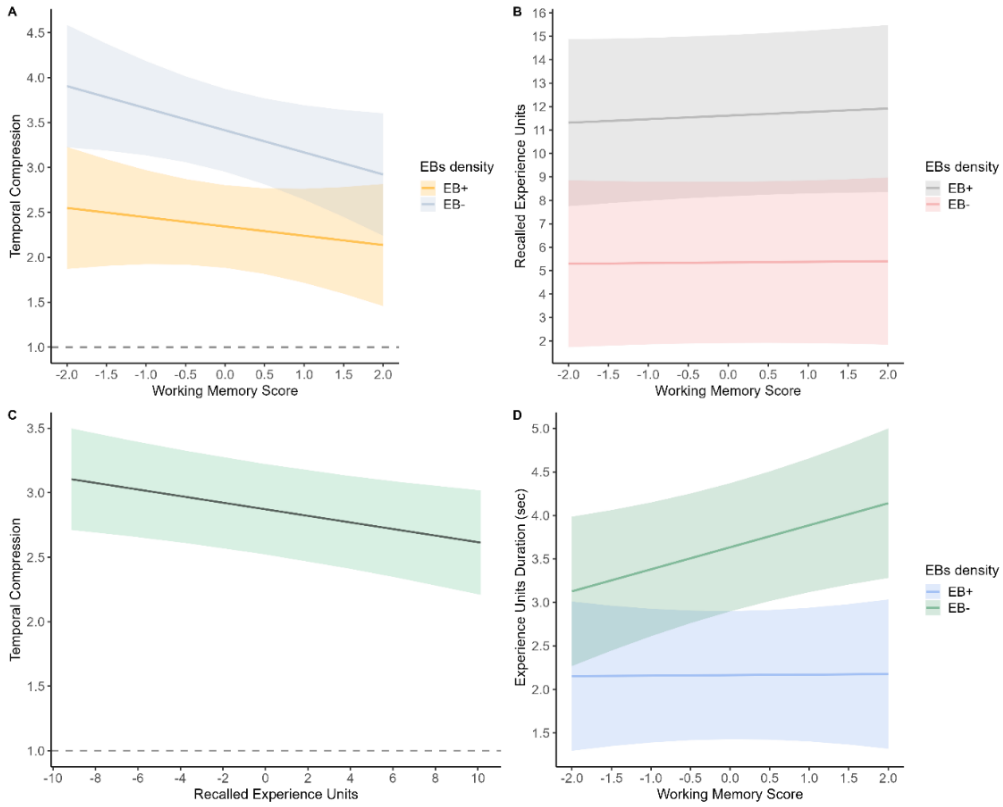 A
Temporal Compression
4.5
4.0
3.5
3.0
2.5
2.0
1.5
1.0
-2.0 -1.5 -1.0 -0.5 0.0 0.5 1.0 1.5 2.0
Working Memory Score
EBs density
EB+
EB-
B
Recalled Experience Units
16
15
14
13
12
11
10
9
8
7
6
5
4
3
2
-2.0 -1.5 -1.0 -0.5 0.0 0.5 1.0 1.5 2.0
Working Memory Score
EBs density
EB+
EB-
C
Temporal Compression
3.5
3.0
2.5
2.0
1.5
1.0
-10 -8 -6 -4 -2 0 2 4 6 8 10
Recalled Experience Units
D
Experience Units Duration (sec)
5.0
4.5
4.0
3.5
3.0
2.5
2.0
1.5
-2.0 -1.5 -1.0 -0.5 0.0 0.5 1.0 1.5 2.0
Working Memory Score
EBs density
EB+
EB-